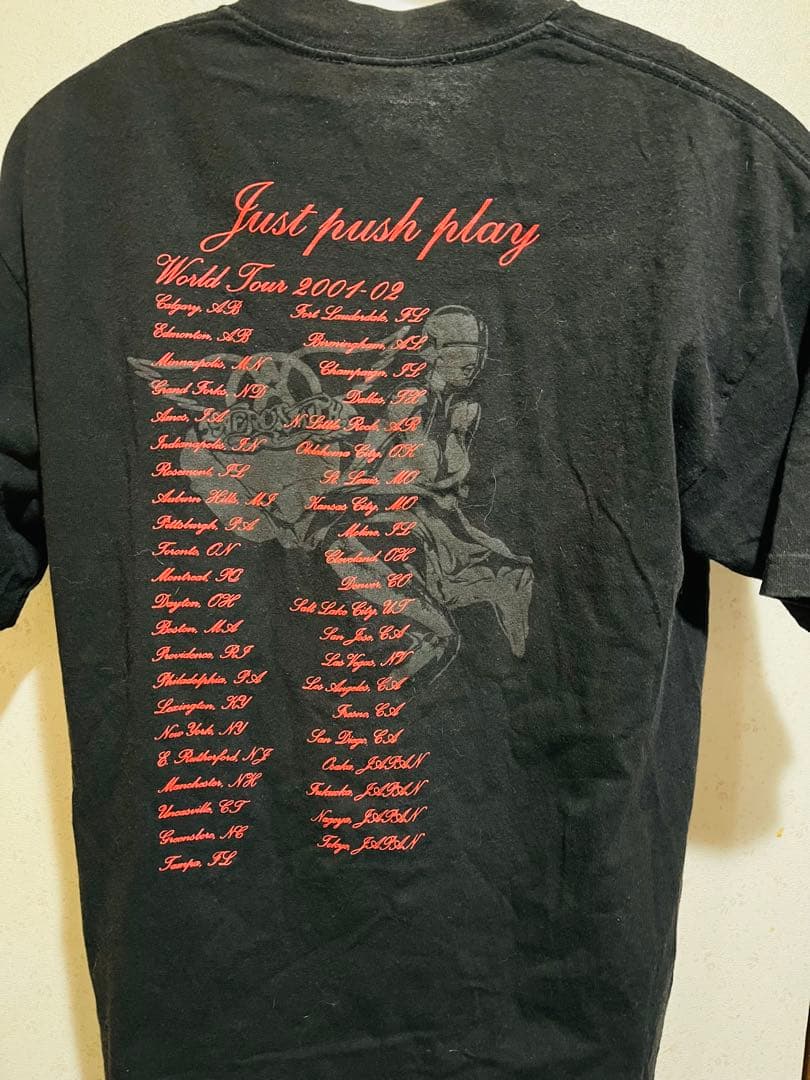 Just push play
World Tour 2001-02
Calgary, AB
Edmonton, AB
Minneapolis, MN
Grand Forks, ND
Ames, IA
Indianapolis, IN
Rosemont, IL
Auburn Hills, MI
Pittsburgh, PA
Toronto, ON
Montreal,
Dayton, OH
Boston, MA
Providence, RI
Philadelphia, PA
Lexington, KY
New York, NY
E. Rutherford, NJ
Manchester, NH
Uncasville, CT
Greensboro, NC
Tampa, FL
Fort Lauderdale, FL
Birmingham, AL
Champaign, IL
Dallas, TX
N Little Rock, AR
Oklahoma City, OK
St. Louis, MO
Kansas City, MO
Moline, IL
Cleveland, OH
Denver, CO
Salt Lake City, UT
San Jose, CA
Las Vegas, NV
Los Angeles, CA
Fresno, CA
San Diego, CA
Osaka, JAPAN
Fukuoka, JAPAN
Nagoya, JAPAN
Tokyo, JAPAN
AEROSMITH